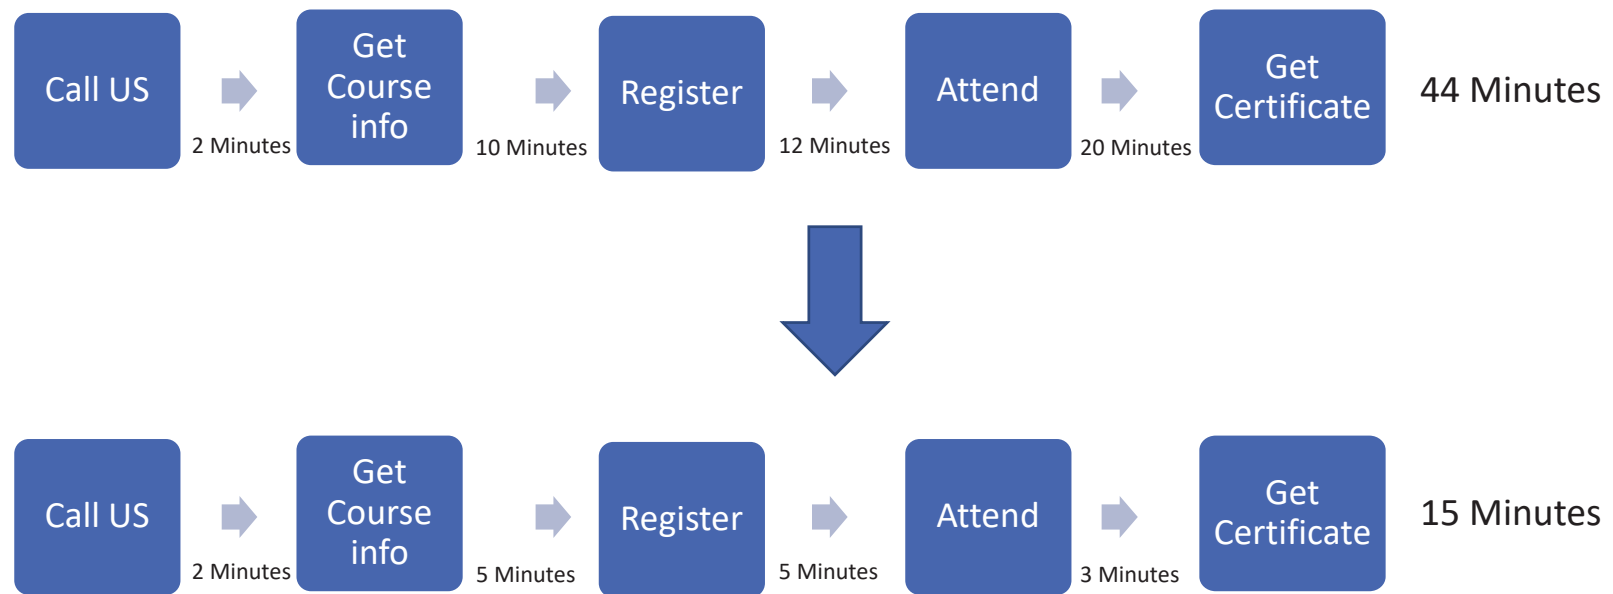 Call US
2 Minutes
Get
Course
info
10 Minutes
Register
12 Minutes
Attend
20 Minutes
Get
Certificate
44 Minutes
Call US
2 Minutes
Get
Course
info
5 Minutes
Register
5 Minutes
Attend
3 Minutes
Get
Certificate
15 Minutes